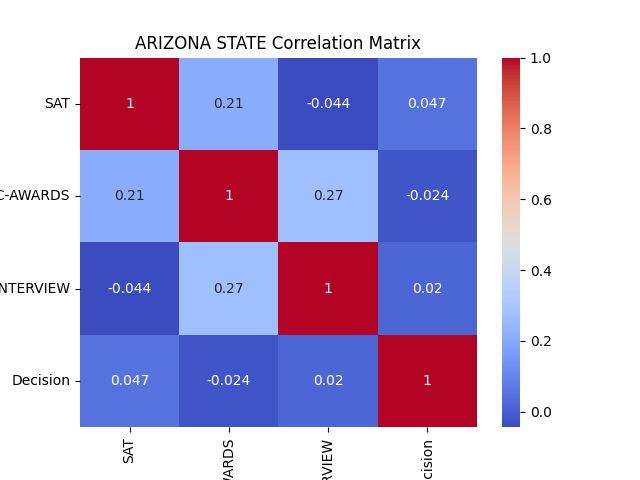 ARIZONA STATE Correlation Matrix
SAT 1 0.21 -0.044 0.047
C-AWARDS 0.21 1 0.27 -0.024
NTERVIEW -0.044 0.27 1 0.02
Decision 0.047 -0.024 0.02 1
SAT WARDS RVIEW cision
1.0
0.8
0.6
0.4
0.2
0.0